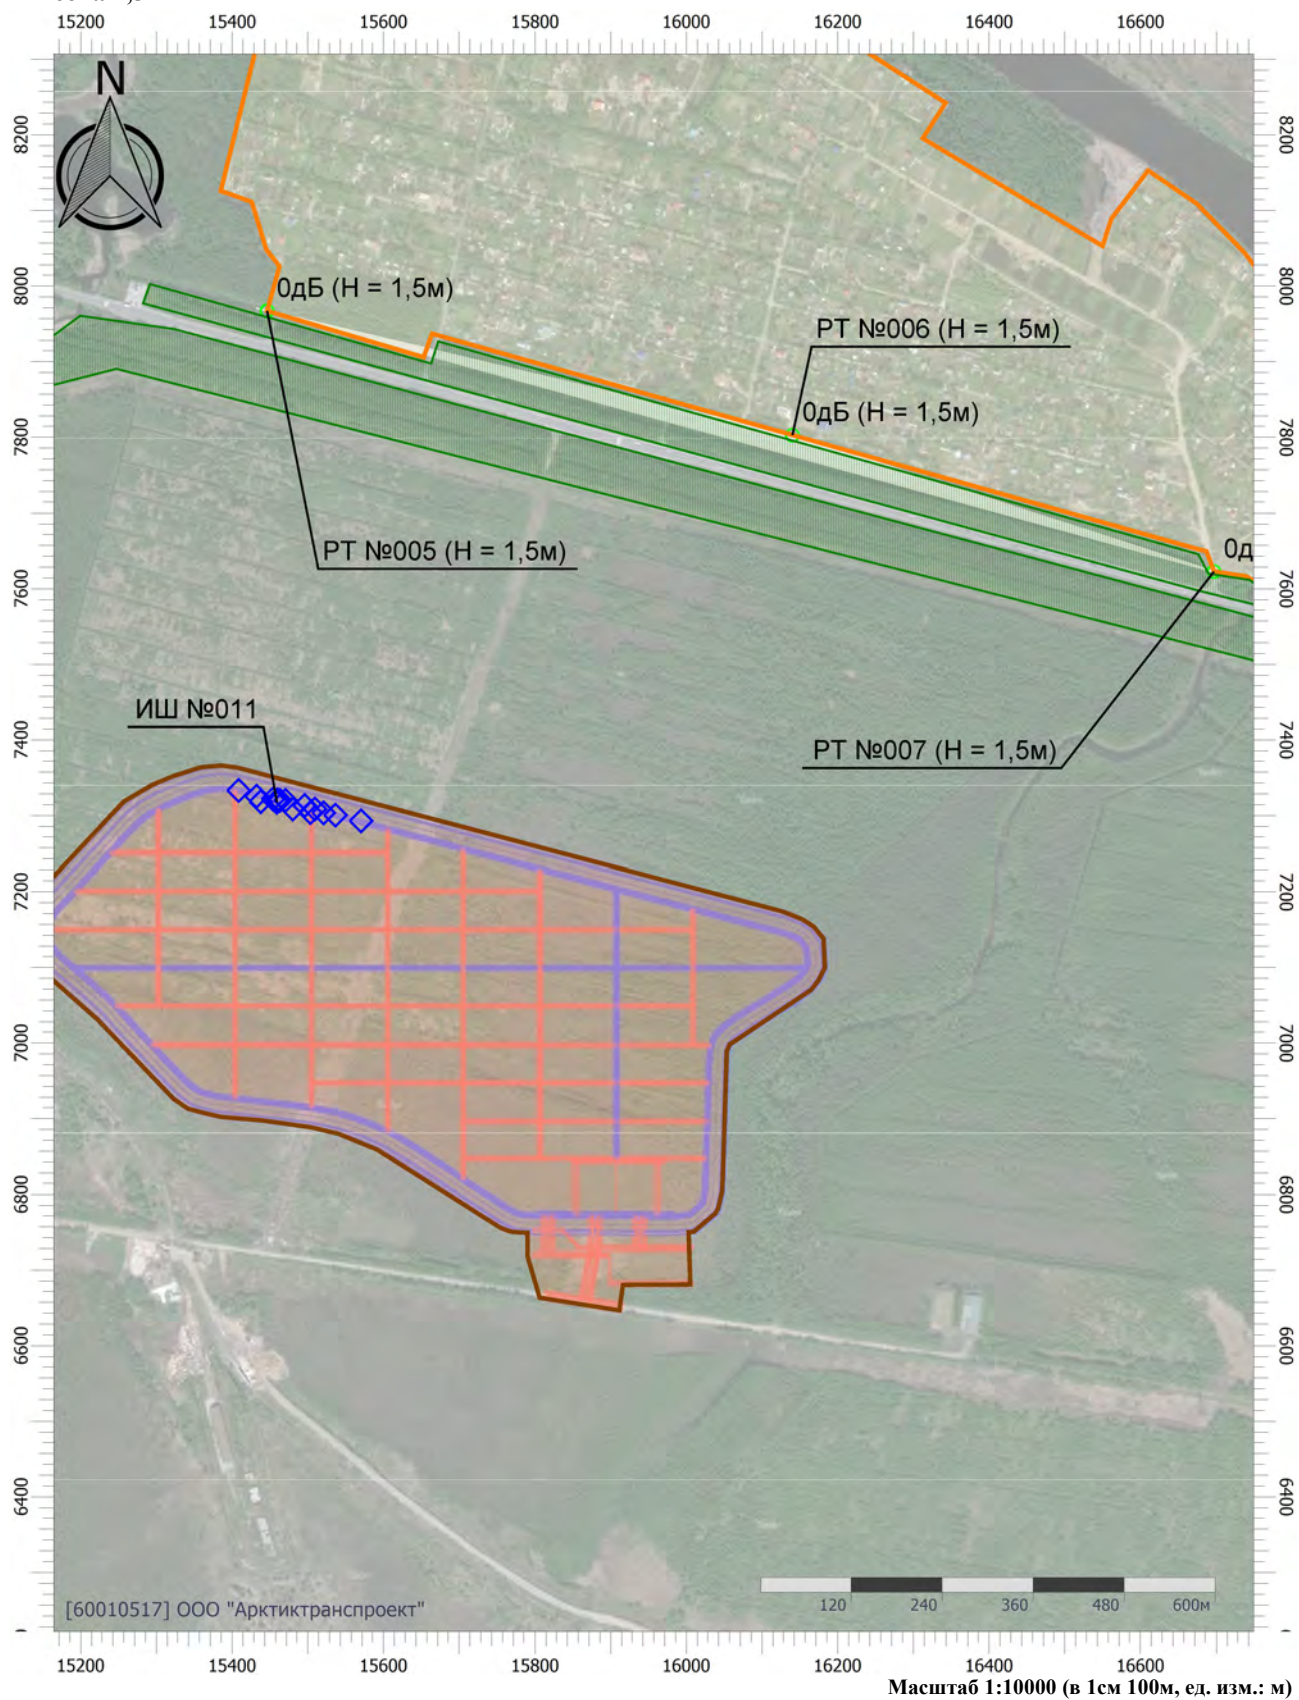 15200 15400 15600 15800 16000 16200 16400 16600
N
8200 8200
8000 8000
0дБ (Н = 1,5м)
РТ №006 (Н = 1,5м)
0дБ (Н = 1,5м)
7800 7800
РТ №005 (Н = 1,5м)
0д
7600 7600
ИШ №011
7400 7400
РТ №007 (Н = 1,5м)
7200 7200
7000 7000
6800 6800
6600 6600
6400 6400
120 240 360 480 600м
[60010517] ООО "Арктиктранспроект"
15200 15400 15600 15800 16000 16200 16400 16600
Масштаб 1:10000 (в 1см 100м, ед. изм.: м)